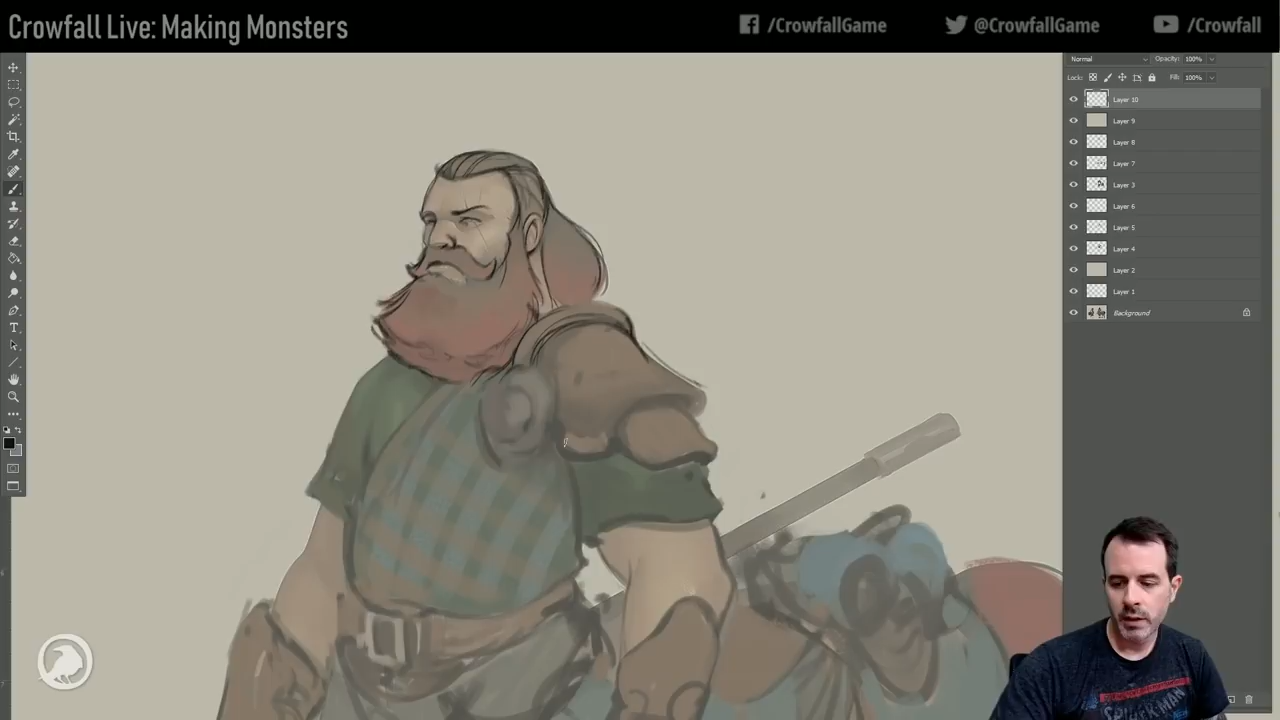 Crowfall Live: Making Monsters
/CrowfallGame
@CrowfallGame
/Crowfall
Normal
Opacity: 100%
Lock:
Fill: 100%
Layer 10
Layer 9
Layer 8
Layer 7
Layer 3
Layer 6
Layer 5
Layer 4
Layer 2
Layer 1
Background